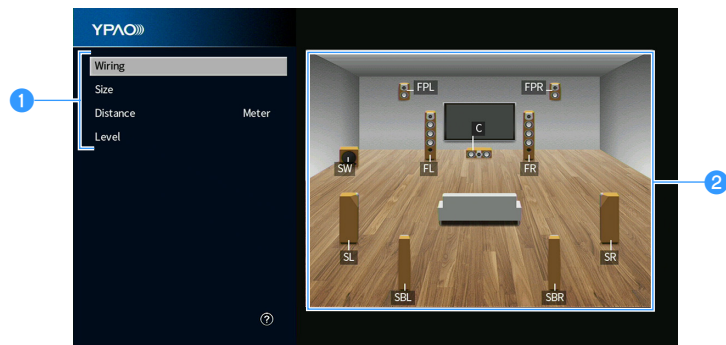 YPAO
Wiring
Size
Distance Meter
Level
?
1
2
FPL FPR
C
SW FL FR
SL SR
SBL SBR